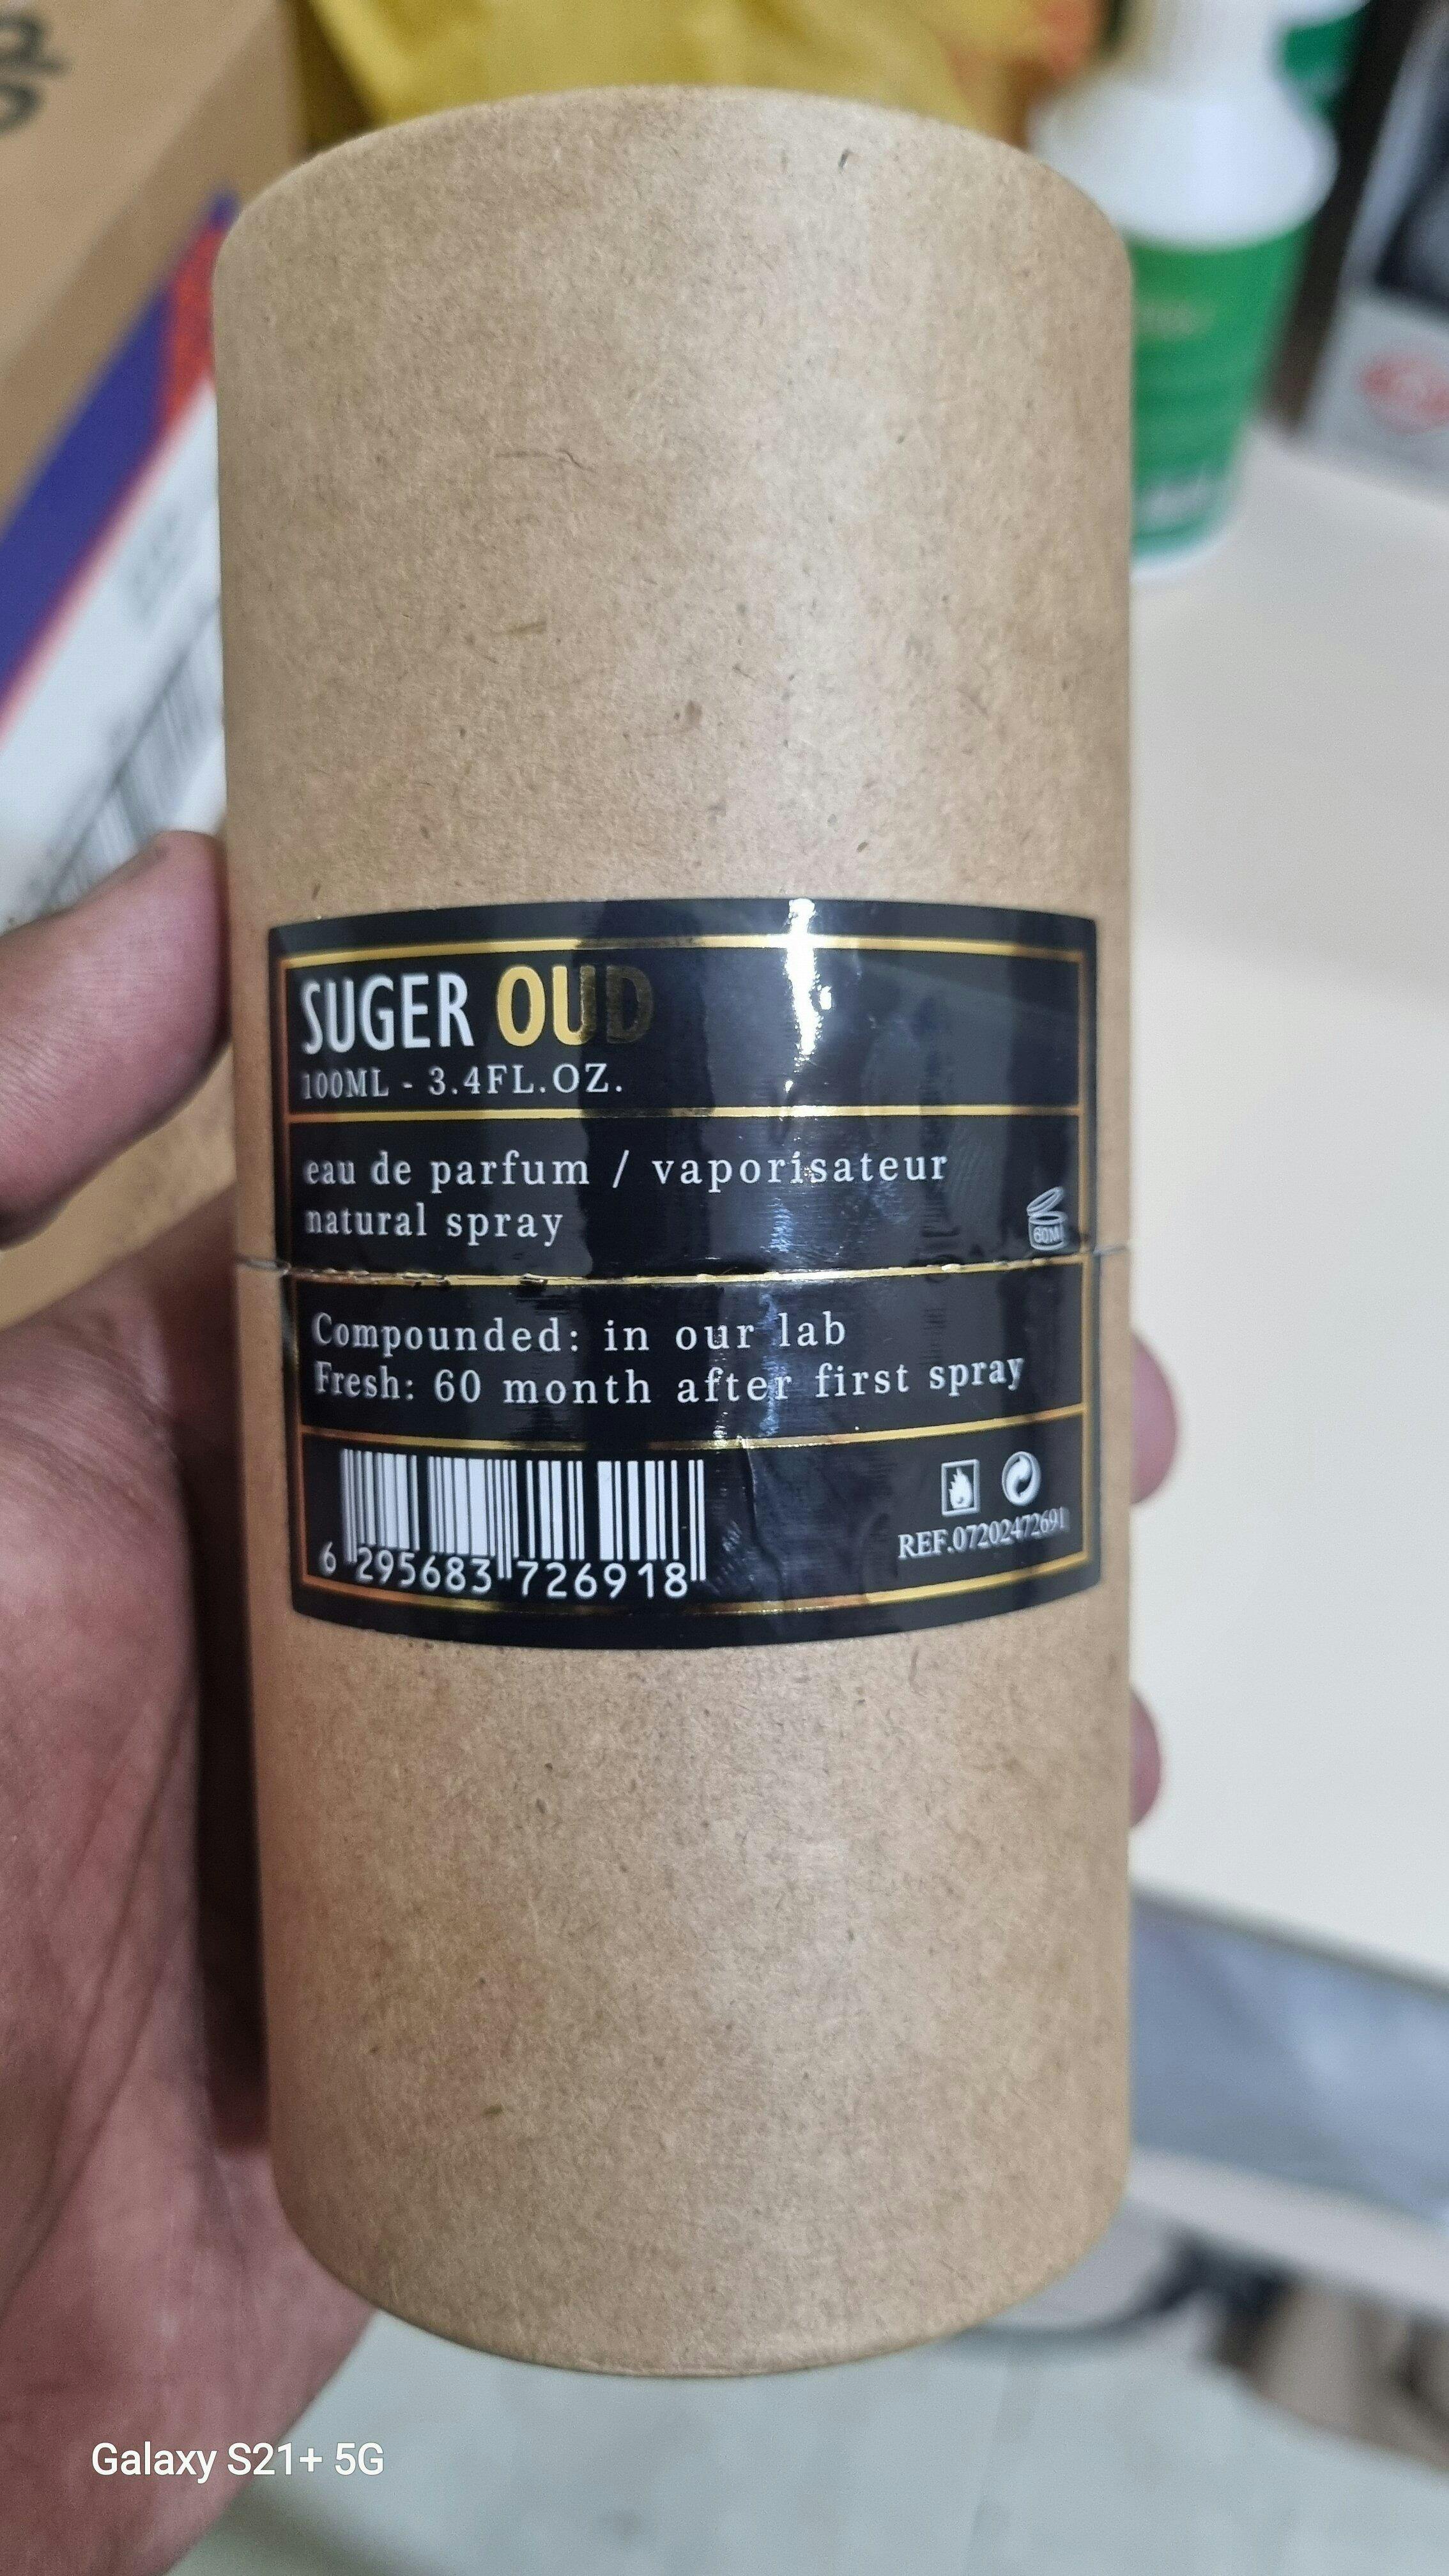 SUGER OUD
100ML - 3.4FL.OZ.
eau de parfum / vaporisateur
natural spray
60M
Compounded: in our lab
Fresh: 60 month after first spray
6 295683 726918
REF.07202472691
Galaxy S21+ 5G